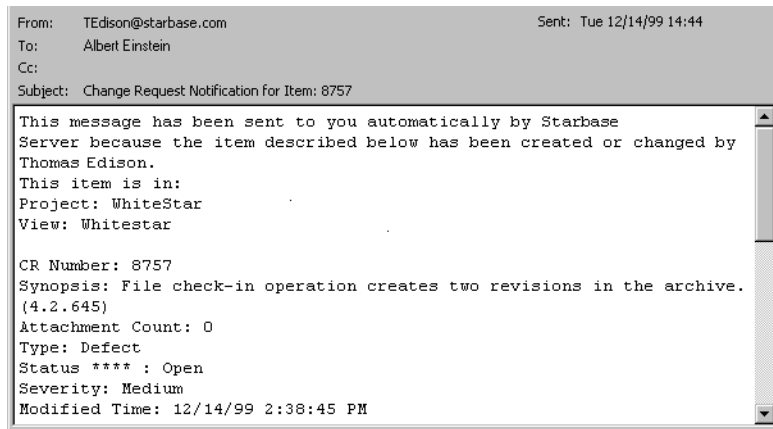 From: TEdison@starbase.com Sent: Tue 12/14/99 14:44
To: Albert Einstein
Cc:
Subject: Change Request Notification for Item: 8757
This message has been sent to you automatically by Starbase
Server because the item described below has been created or changed by
Thomas Edison.
This item is in:
Project: WhiteStar
View: Whitestar
CR Number: 8757
Synopsis: File check-in operation creates two revisions in the archive.
(4.2.645)
Attachment Count: 0
Type: Defect
Status **** : Open
Severity: Medium
Modified Time: 12/14/99 2:38:45 PM